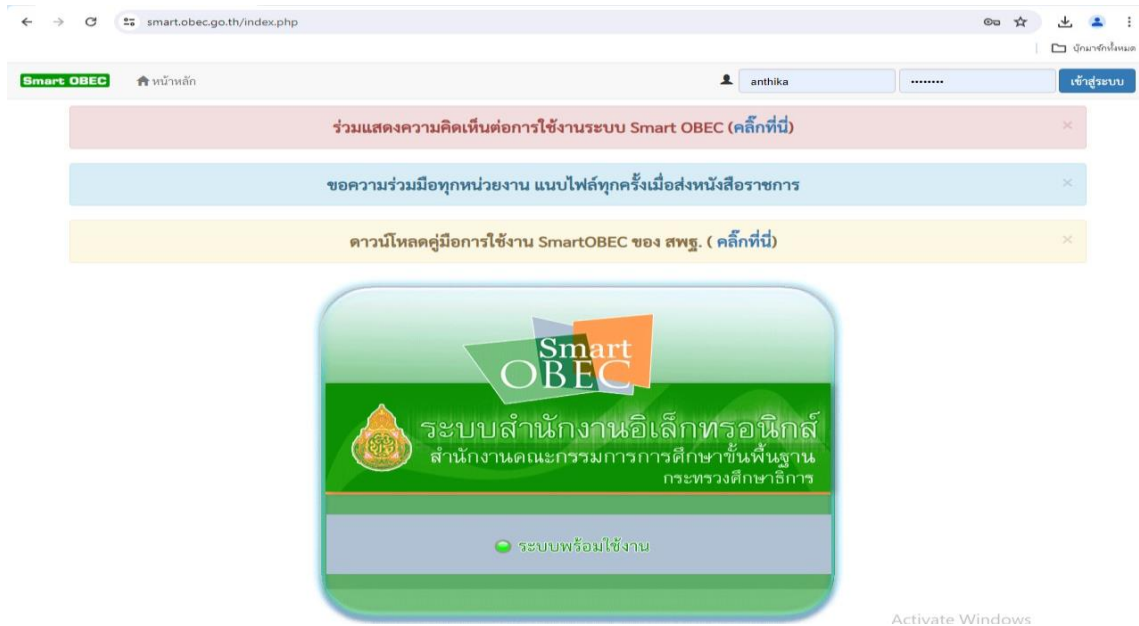 smart.obec.go.th/index.php
บุ๊กมาร์กทั้งหมด
Smart OBEC หน้าหลัก anthika •••••••• เข้าสู่ระบบ
ร่วมแสดงความคิดเห็นต่อการใช้งานระบบ Smart OBEC (คลิ๊กที่นี่) ×
ขอความร่วมมือทุกหน่วยงาน แนบไฟล์ทุกครั้งเมื่อส่งหนังสือราชการ ×
ดาวน์โหลดคู่มือการใช้งาน SmartOBEC ของ สพฐ. ( คลิ๊กที่นี่) ×
Smart
OBEC
ระบบสำนักงานอิเล็กทรอนิกส์
สำนักงานคณะกรรมการการศึกษาขั้นพื้นฐาน
กระทรวงศึกษาธิการ
ระบบพร้อมใช้งาน
Activate Windows